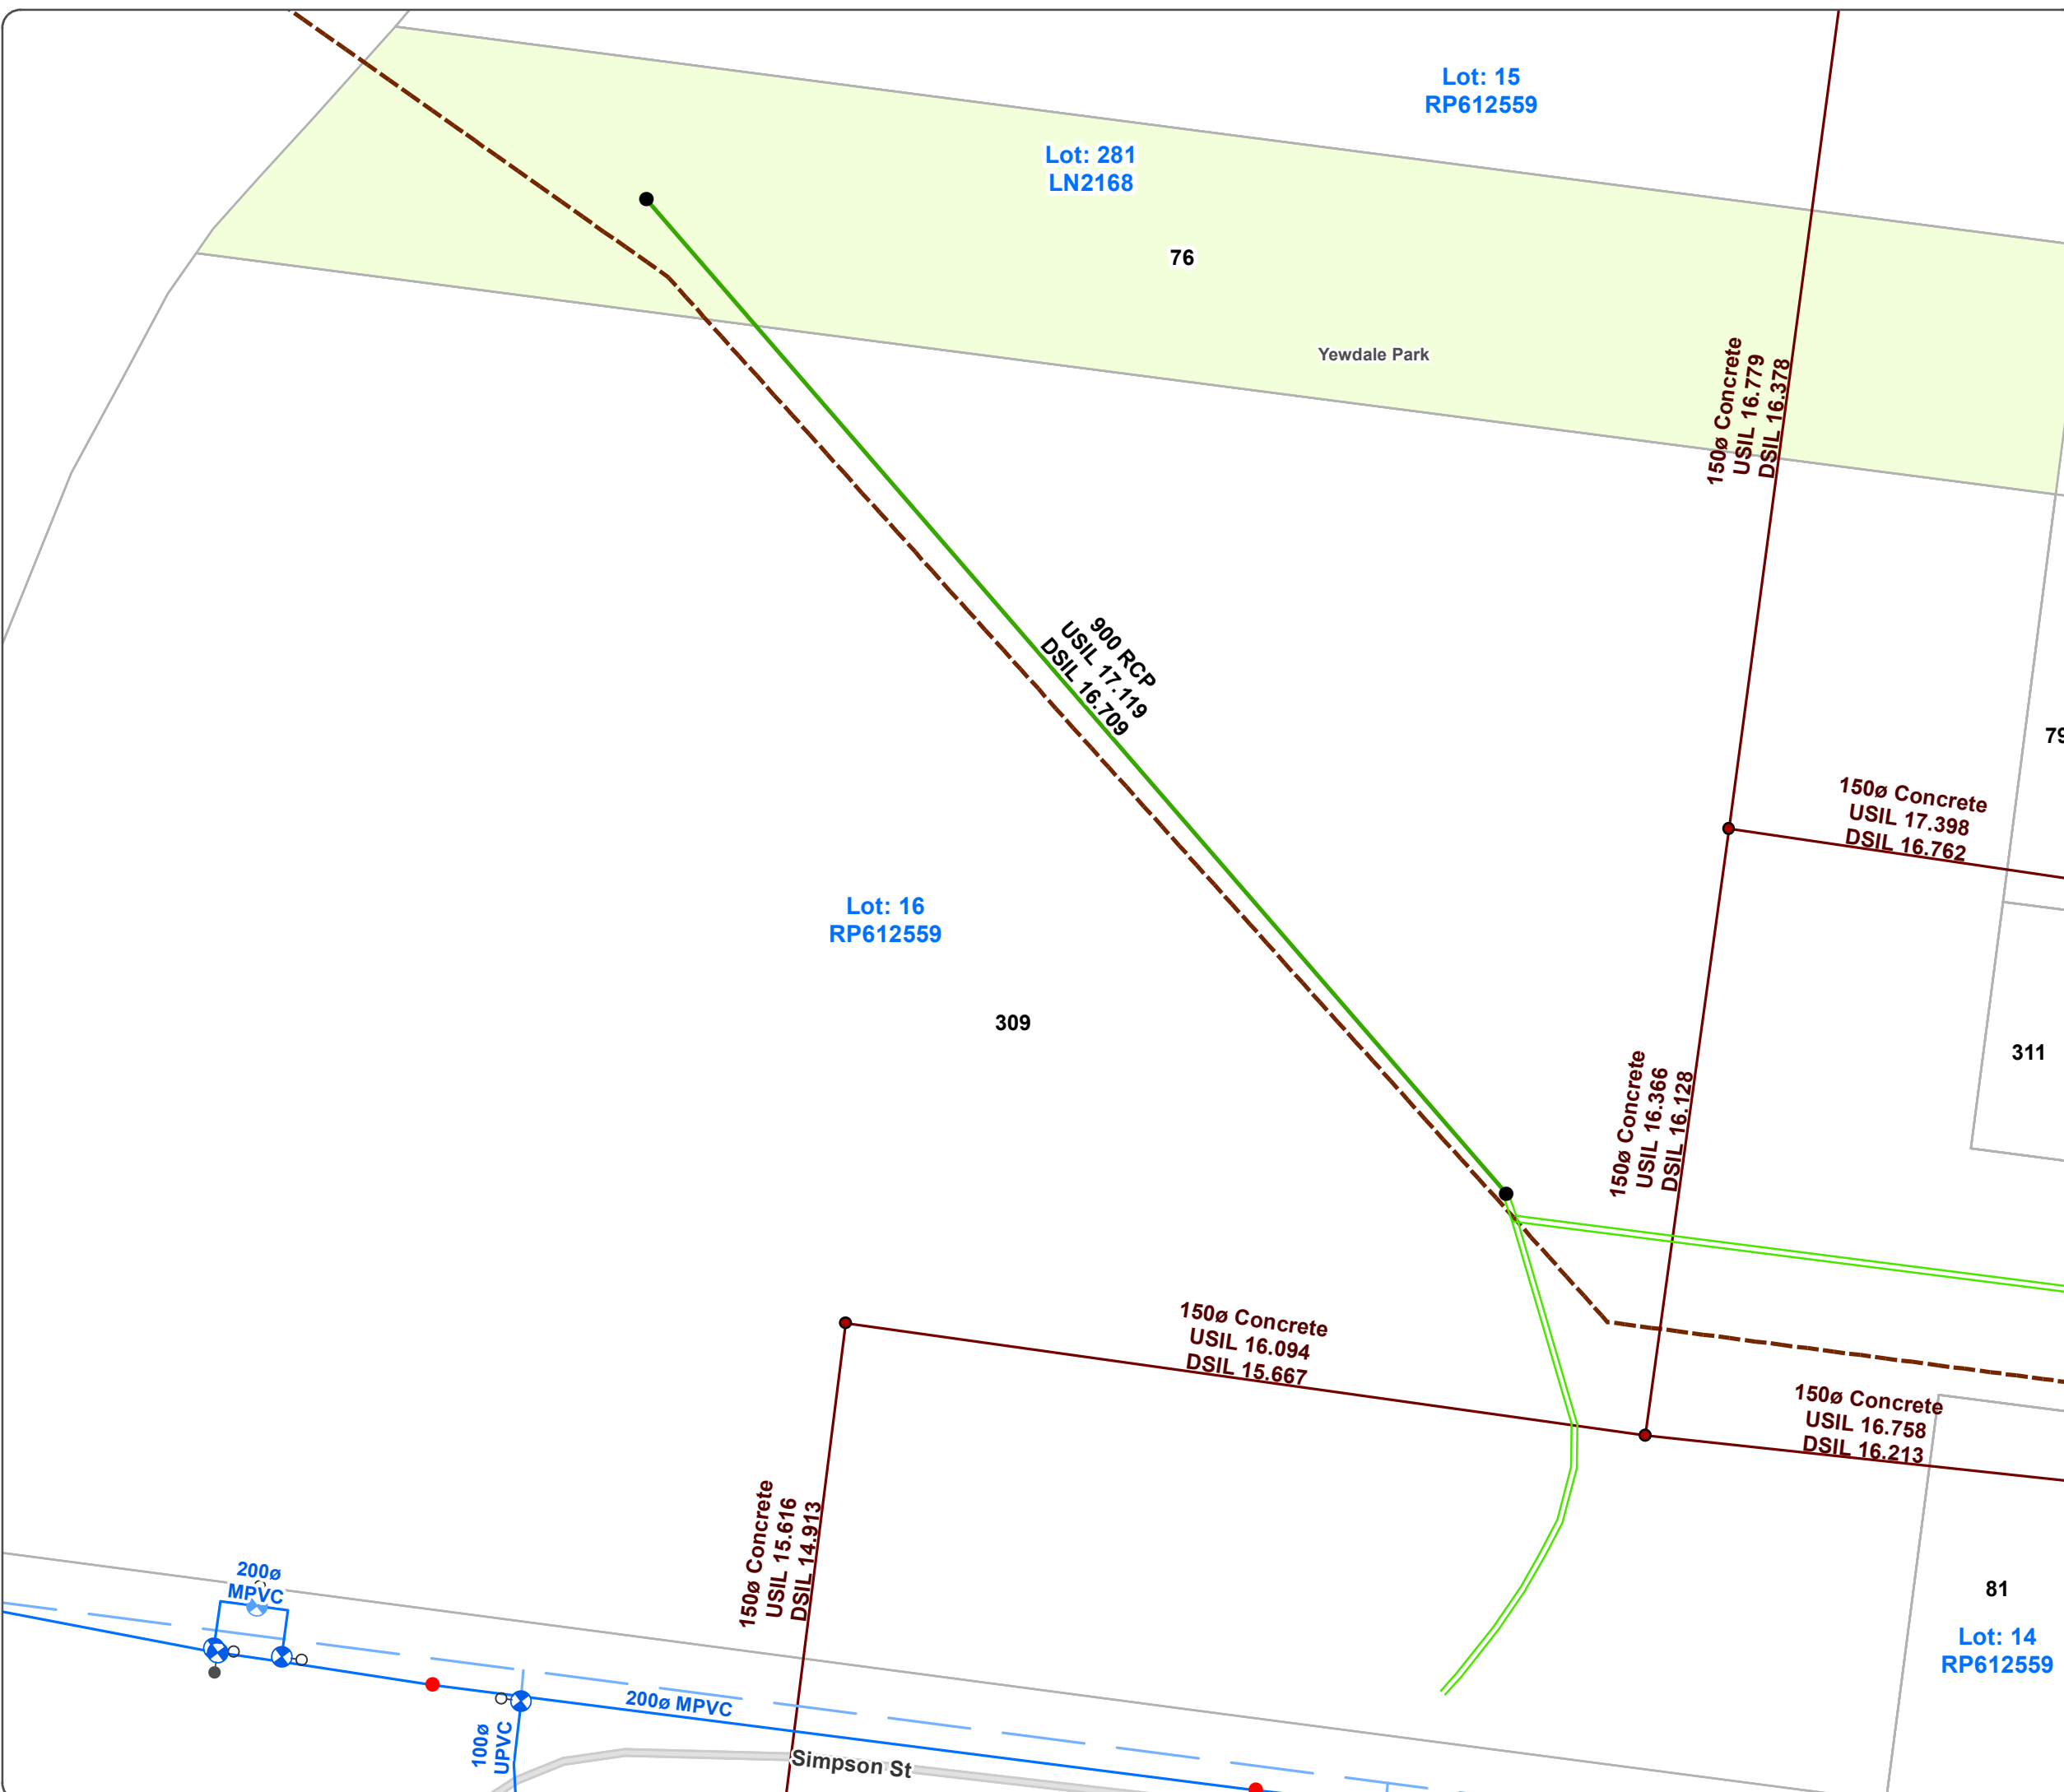 Lot: 15
RP612559
Lot: 281
LN2168
76
Yewdale Park
150ø Concrete
USIL 16.779
DSIL 16.378
900 RCP
USIL 17.119
DSIL 16.709
79
150ø Concrete
USIL 17.398
DSIL 16.762
Lot: 16
RP612559
309
311
150ø Concrete
USIL 16.366
DSIL 16.128
150ø Concrete
USIL 16.094
DSIL 15.667
150ø Concrete
USIL 16.758
DSIL 16.213
150ø Concrete
USIL 15.616
DSIL 14.913
200ø
MPVC
81
Lot: 14
RP612559
200ø MPVC
100ø
UPVC
Simpson St